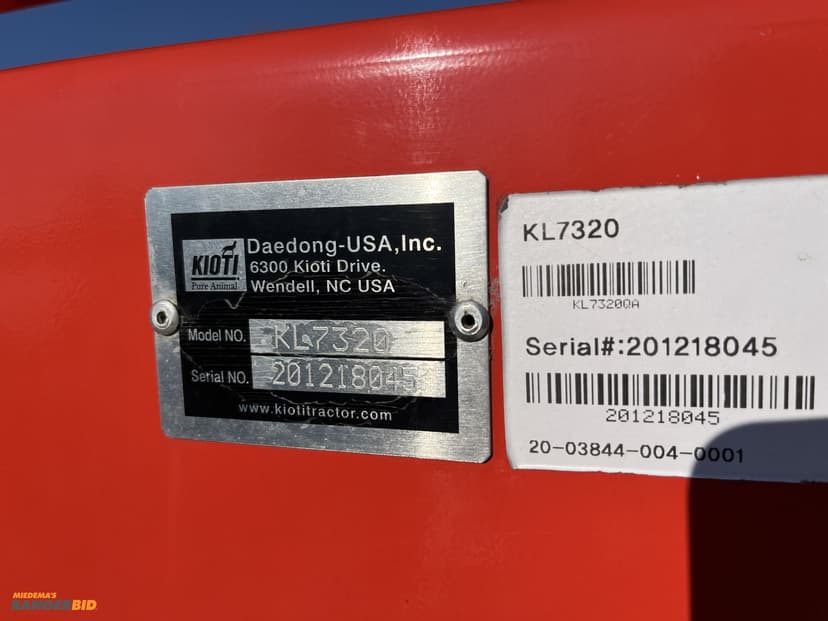 KIOTI
Pure Animal
Daedong-USA,Inc.
6300 Kioti Drive.
Wendell, NC USA
Model NO. KL7320
Serial NO. 201218045
www.kiotitractor.com
KL7320
KL7320QA
Serial#:201218045
201218045
20-03844-004-0001
MIEDEMA'S
RANGERBID